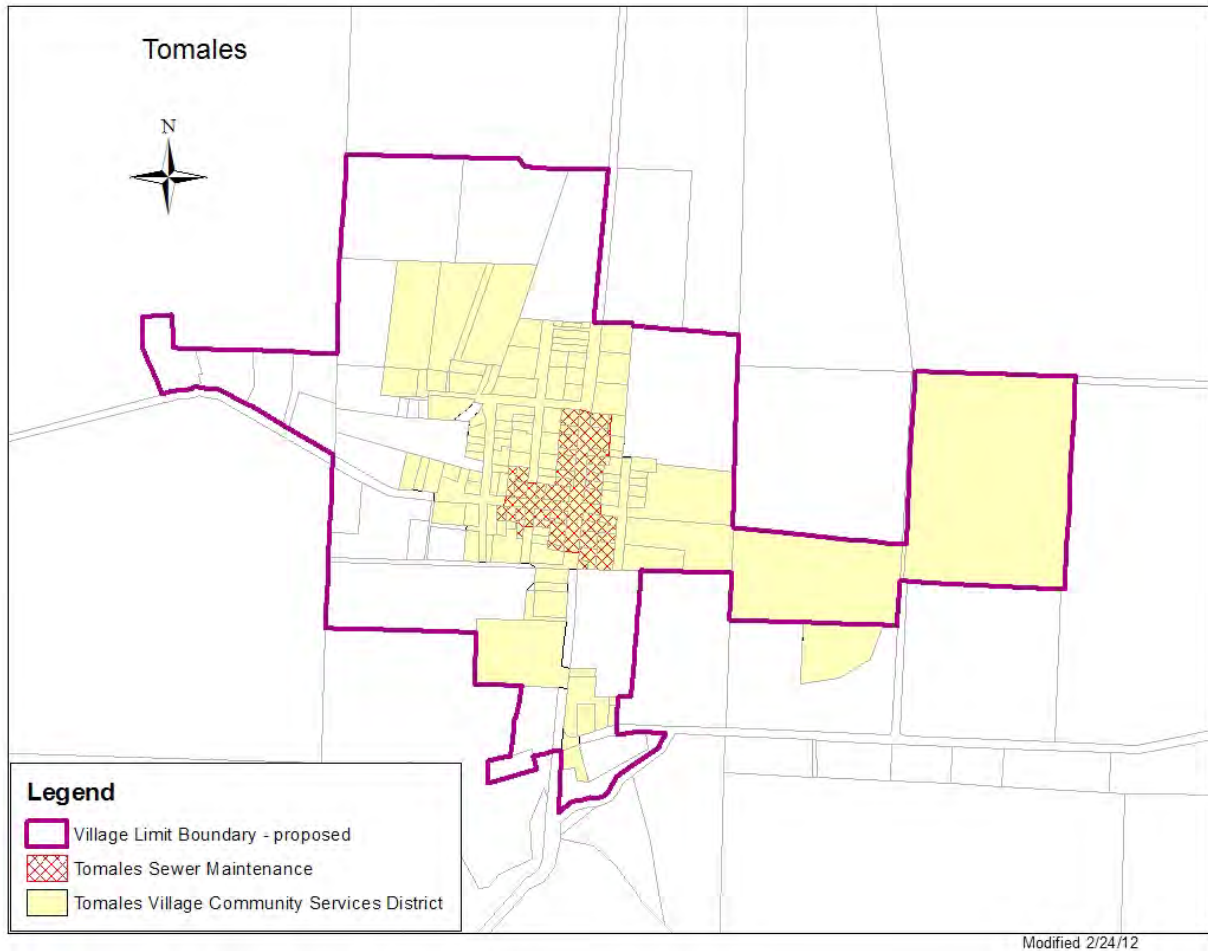 Tomales
N
Legend
Village Limit Boundary - proposed
Tomales Sewer Maintenance
Tomales Village Community Services District
Modified 2/24/12